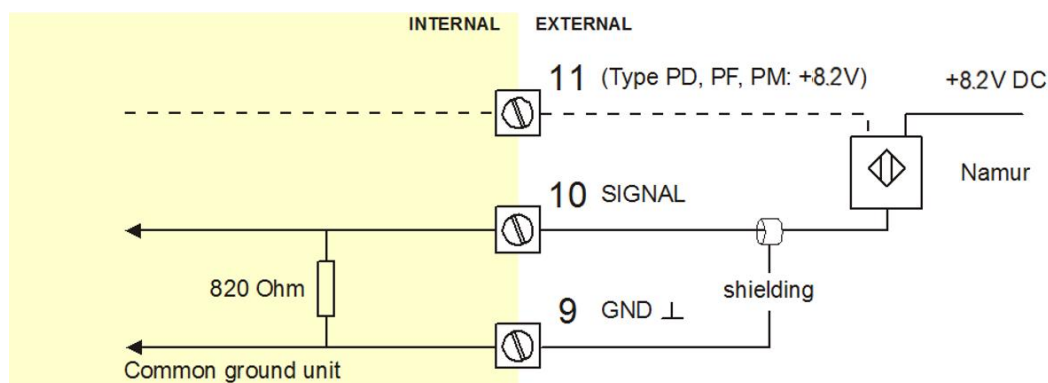 INTERNAL EXTERNAL
11 (Type PD, PF, PM: +8.2V) +8.2V DC
Namur
10 SIGNAL
820 Ohm
shielding
9 GND ⊥
Common ground unit